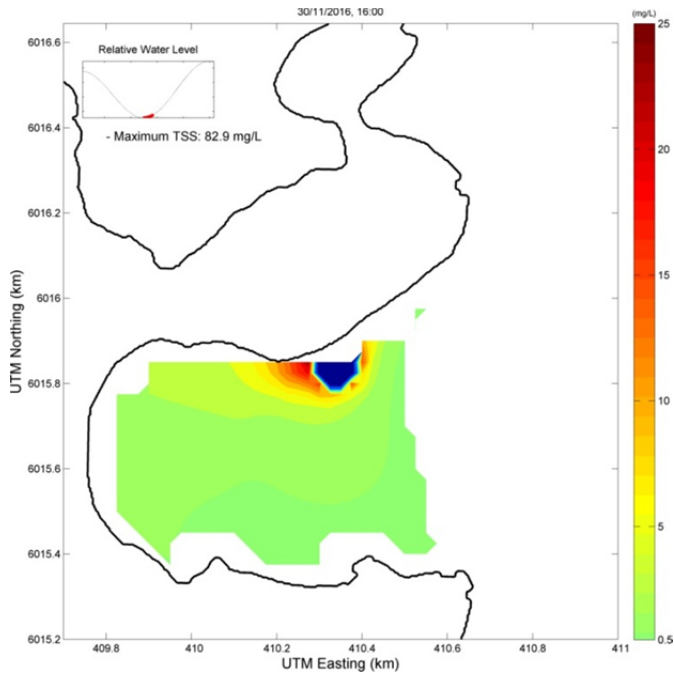 30/11/2016, 16:00
(mg/L)
Relative Water Level
- Maximum TSS: 82.9 mg/L
UTM Northing (km)
6016.6
6016.4
6016.2
6016
6015.8
6015.6
6015.4
6015.2
409.8 410 410.2 410.4 410.6 410.8 411
UTM Easting (km)
25
20
15
10
5
0.5